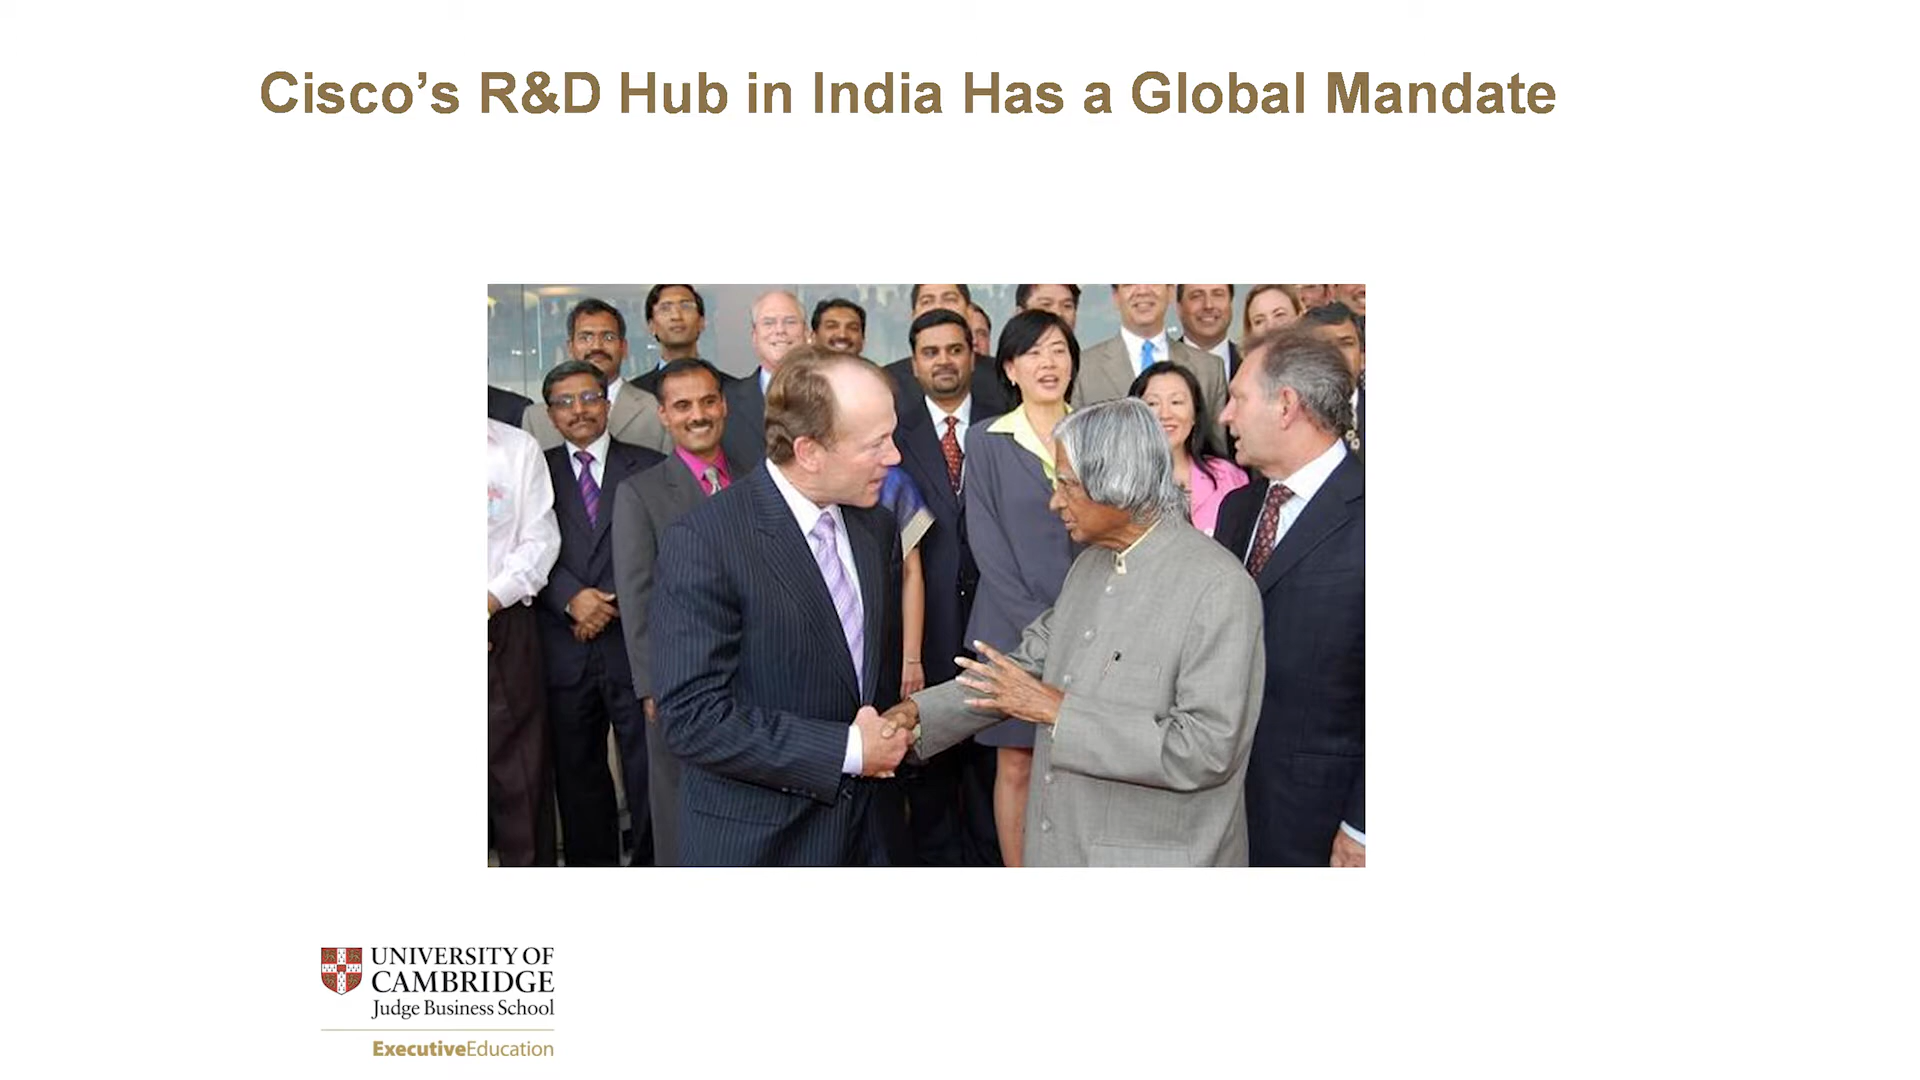 Cisco’s R&D Hub in India Has a Global Mandate
UNIVERSITY OF
CAMBRIDGE
Judge Business School
ExecutiveEducation